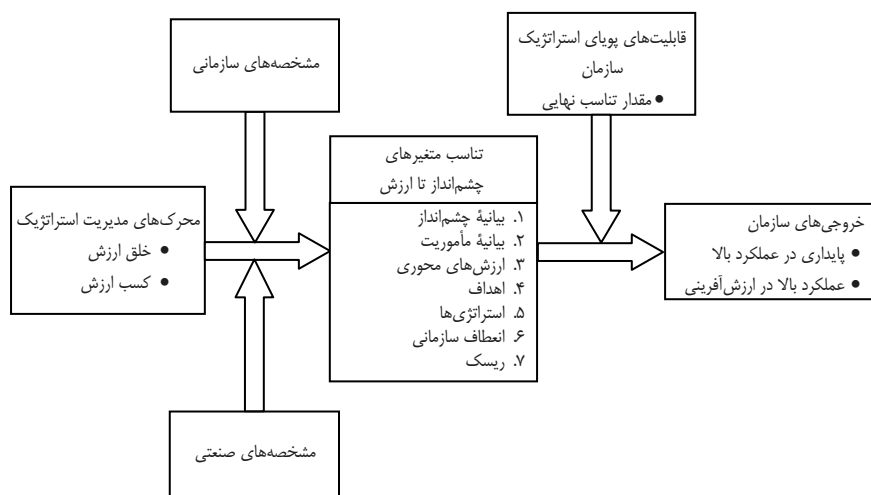 مشخصه‌های سازمانی
قابلیت‌های پویای استراتژیک
سازمان
● مقدار تناسب نهایی
محرک‌های مدیریت استراتژیک
● خلق ارزش
● کسب ارزش
تناسب متغیرهای
چشم‌انداز تا ارزش
۱. بیانیۀ چشم‌انداز
۲. بیانیۀ مأموریت
۳. ارزش‌های محوری
۴. اهداف
۵. استراتژی‌ها
۶. انعطاف سازمانی
۷. ریسک
خروجی‌های سازمان
● پایداری در عملکرد بالا
● عملکرد بالا در ارزش‌آفرینی
مشخصه‌های صنعتی